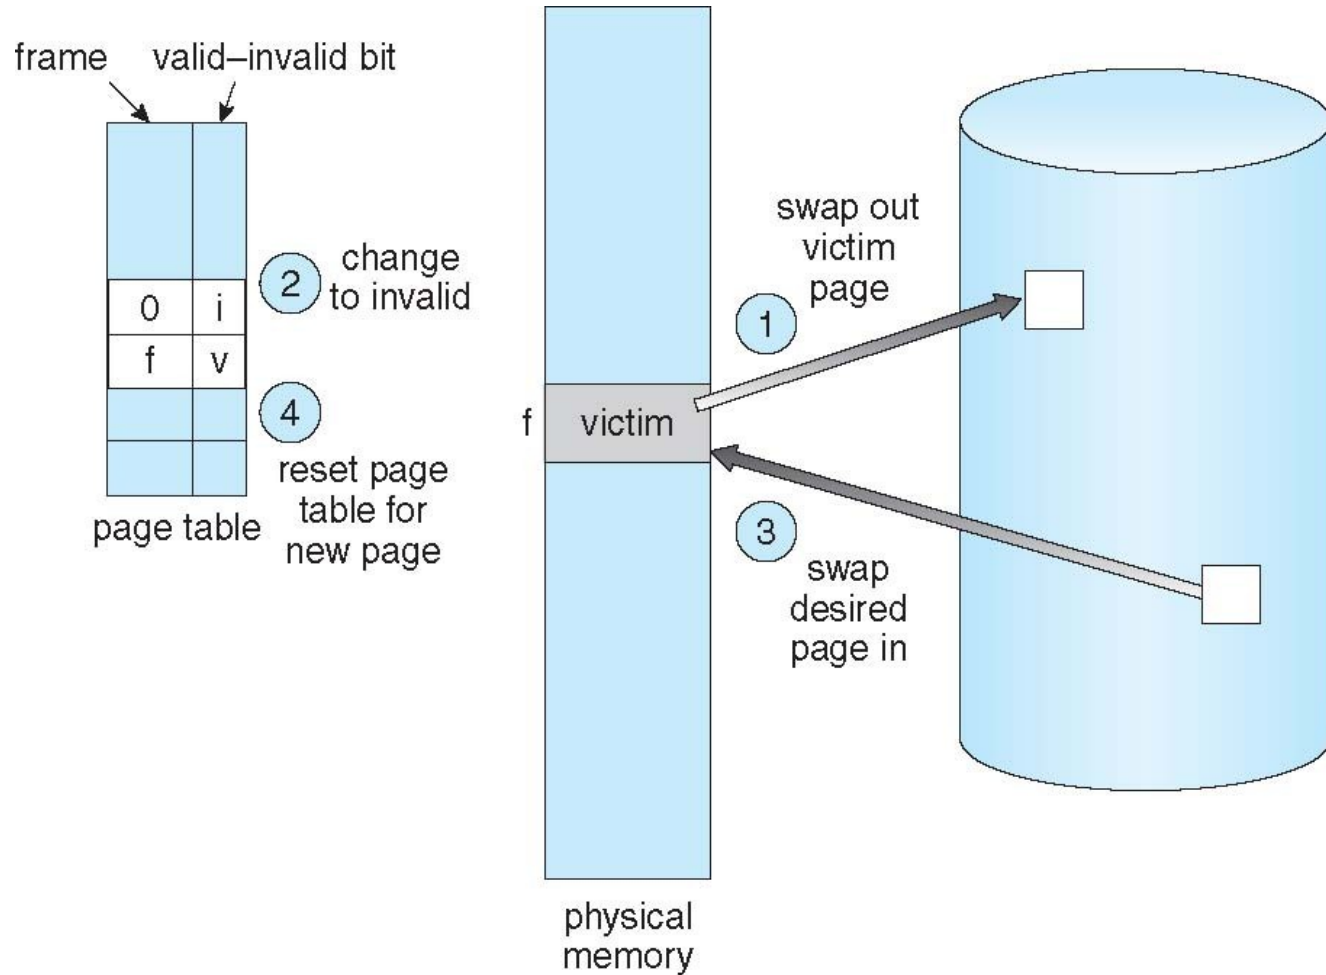 frame
valid–invalid bit
0
i
f
v
2
change
to invalid
4
reset page
table for
new page
page table
f
victim
physical
memory
swap out
victim
page
1
3
swap
desired
page in